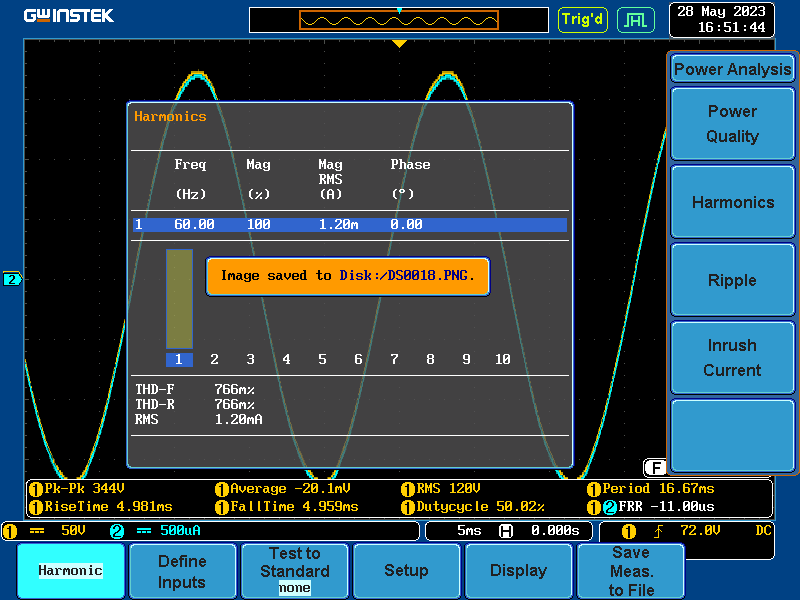 GWINSTEK
Trig'd
28 May 2023
16:51:44
Power Analysis
Power
Quality
Harmonics
Ripple
Inrush
Current
Harmonics
Freq Mag Mag Phase
RMS
(Hz) (%) (A) (°)
1 60.00 100 1.20m 0.00
Image saved to Disk:/DS0018.PNG.
1 2 3 4 5 6 7 8 9 10
THD-F 766m%
THD-R 766m%
RMS 1.20mA
2
F
1 Pk-Pk 344V 1 Average -20.1mV 1 RMS 120V 1 Period 16.67ms
1 RiseTime 4.981ms 1 FallTime 4.959ms 1 Dutycycle 50.02% 1 2 FRR -11.00us
1 50V 2 500uA 5ms H 0.000s 1 72.0V DC
Harmonic
Define
Inputs
Test to
Standard
none
Setup
Display
Save
Meas.
to File